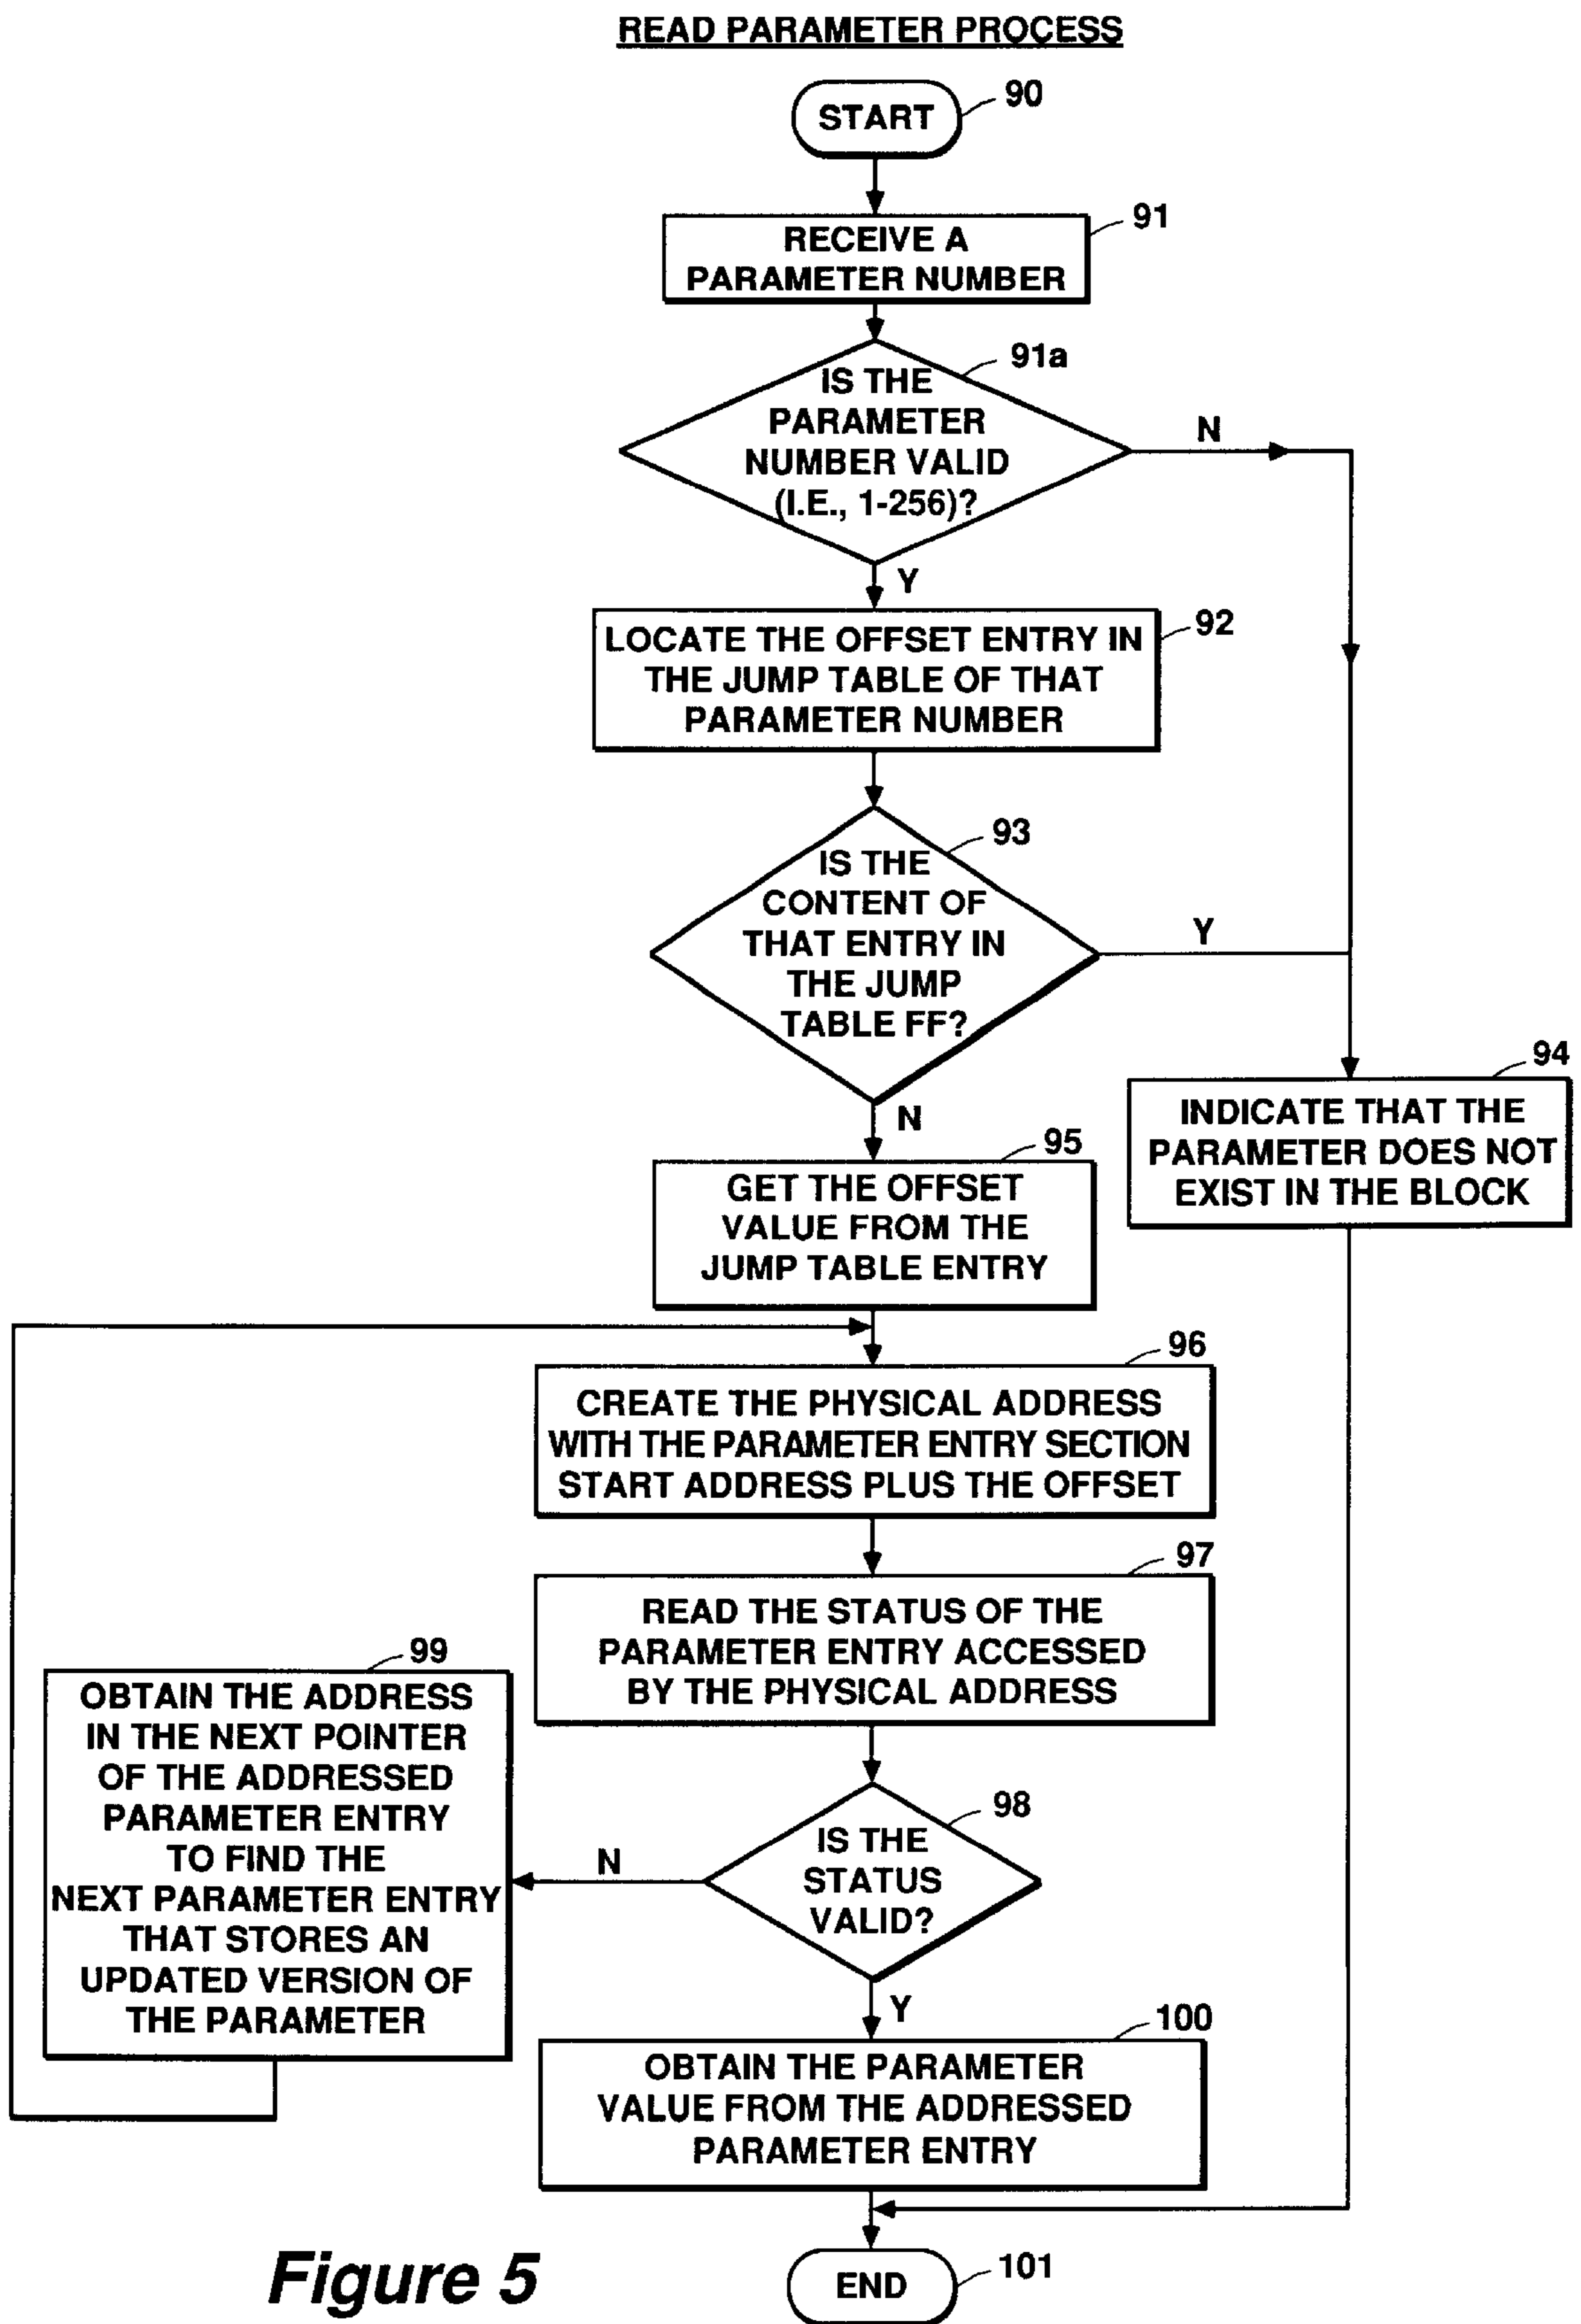 READ PARAMETER PROCESS
START
90
91
RECEIVE A
PARAMETER NUMBER
91a
IS THE
PARAMETER
NUMBER VALID
(I.E., 1-256)?
N
Y
92
LOCATE THE OFFSET ENTRY IN
THE JUMP TABLE OF THAT
PARAMETER NUMBER
93
IS THE
CONTENT OF
THAT ENTRY IN
THE JUMP
TABLE FF?
Y
N
94
INDICATE THAT THE
PARAMETER DOES NOT
EXIST IN THE BLOCK
95
GET THE OFFSET
VALUE FROM THE
JUMP TABLE ENTRY
96
CREATE THE PHYSICAL ADDRESS
WITH THE PARAMETER ENTRY SECTION
START ADDRESS PLUS THE OFFSET
97
READ THE STATUS OF THE
PARAMETER ENTRY ACCESSED
BY THE PHYSICAL ADDRESS
98
IS THE
STATUS
VALID?
N
99
OBTAIN THE ADDRESS
IN THE NEXT POINTER
OF THE ADDRESSED
PARAMETER ENTRY
TO FIND THE
NEXT PARAMETER ENTRY
THAT STORES AN
UPDATED VERSION OF
THE PARAMETER
Y
100
OBTAIN THE PARAMETER
VALUE FROM THE ADDRESSED
PARAMETER ENTRY
END
101
Figure 5